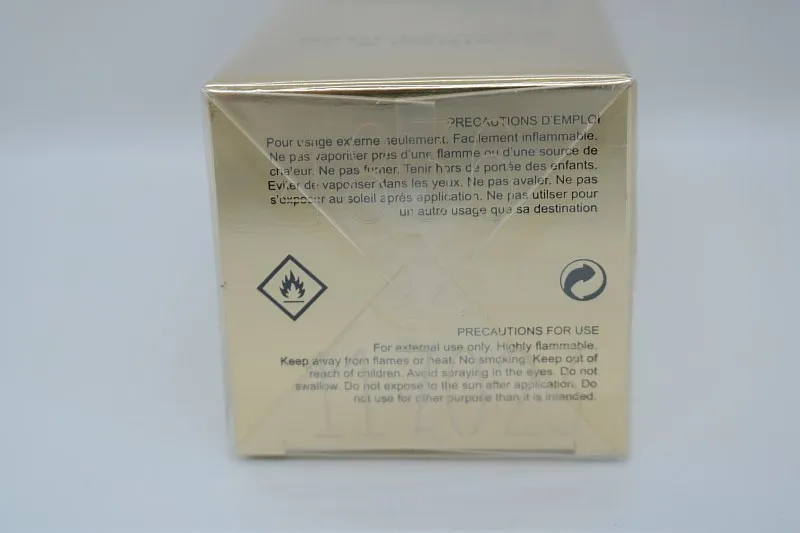 PRECAUTIONS D'EMPLOI
Pour usage externe seulement. Facilement inflammable.
Ne pas vaporiser près d'une flamme ou d'une source de
chaleur. Ne pas fumer. Tenir hors de portée des enfants.
Eviter de vaporiser dans les yeux. Ne pas avaler. Ne pas
s'exposer au soleil après application. Ne pas utiliser pour
un autre usage que sa destination
PRECAUTIONS FOR USE
For external use only. Highly flammable.
Keep away from flames or heat. No smoking. Keep out of
reach of children. Avoid spraying in the eyes. Do not
swallow. Do not expose to the sun after application. Do
not use for other purpose than it is intended.